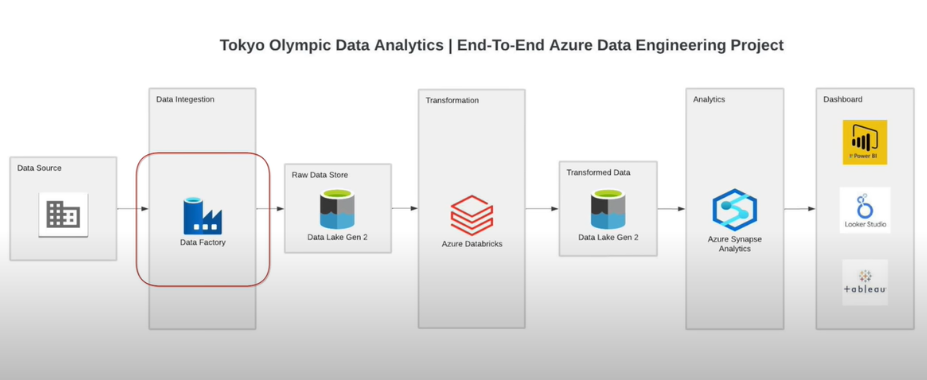 Tokyo Olympic Data Analytics | End-To-End Azure Data Engineering Project
Data Source
Data Integestion
Data Factory
Raw Data Store
Data Lake Gen 2
Transformation
Azure Databricks
Transformed Data
Data Lake Gen 2
Analytics
Azure Synapse
Analytics
Dashboard
Power BI
Looker Studio
+ableau